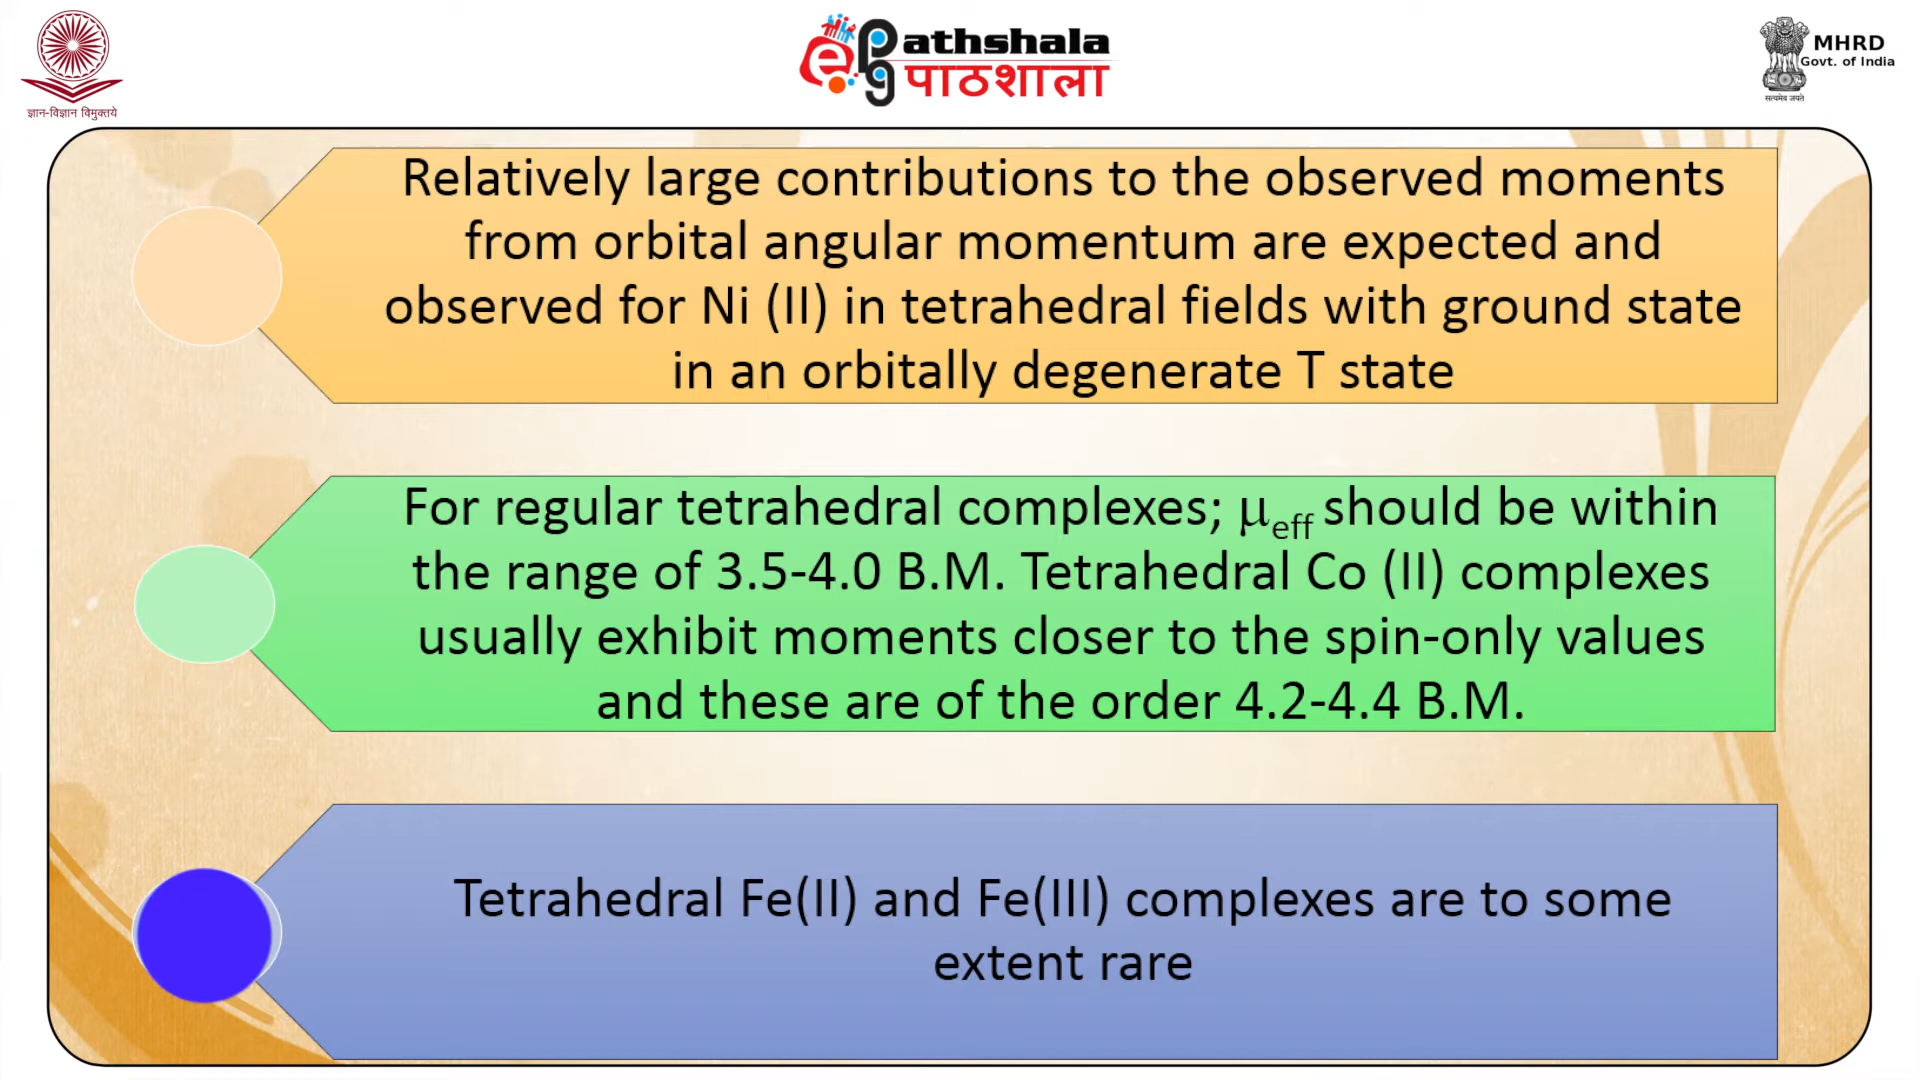 ज्ञान-विज्ञान विमुक्तये
e PG athshala
पाठशाला
MHRD
Govt. of India
सत्यमेव जयते
Relatively large contributions to the observed moments
from orbital angular momentum are expected and
observed for Ni (II) in tetrahedral fields with ground state
in an orbitally degenerate T state
For regular tetrahedral complexes; μeff should be within
the range of 3.5-4.0 B.M. Tetrahedral Co (II) complexes
usually exhibit moments closer to the spin-only values
and these are of the order 4.2-4.4 B.M.
Tetrahedral Fe(II) and Fe(III) complexes are to some
extent rare